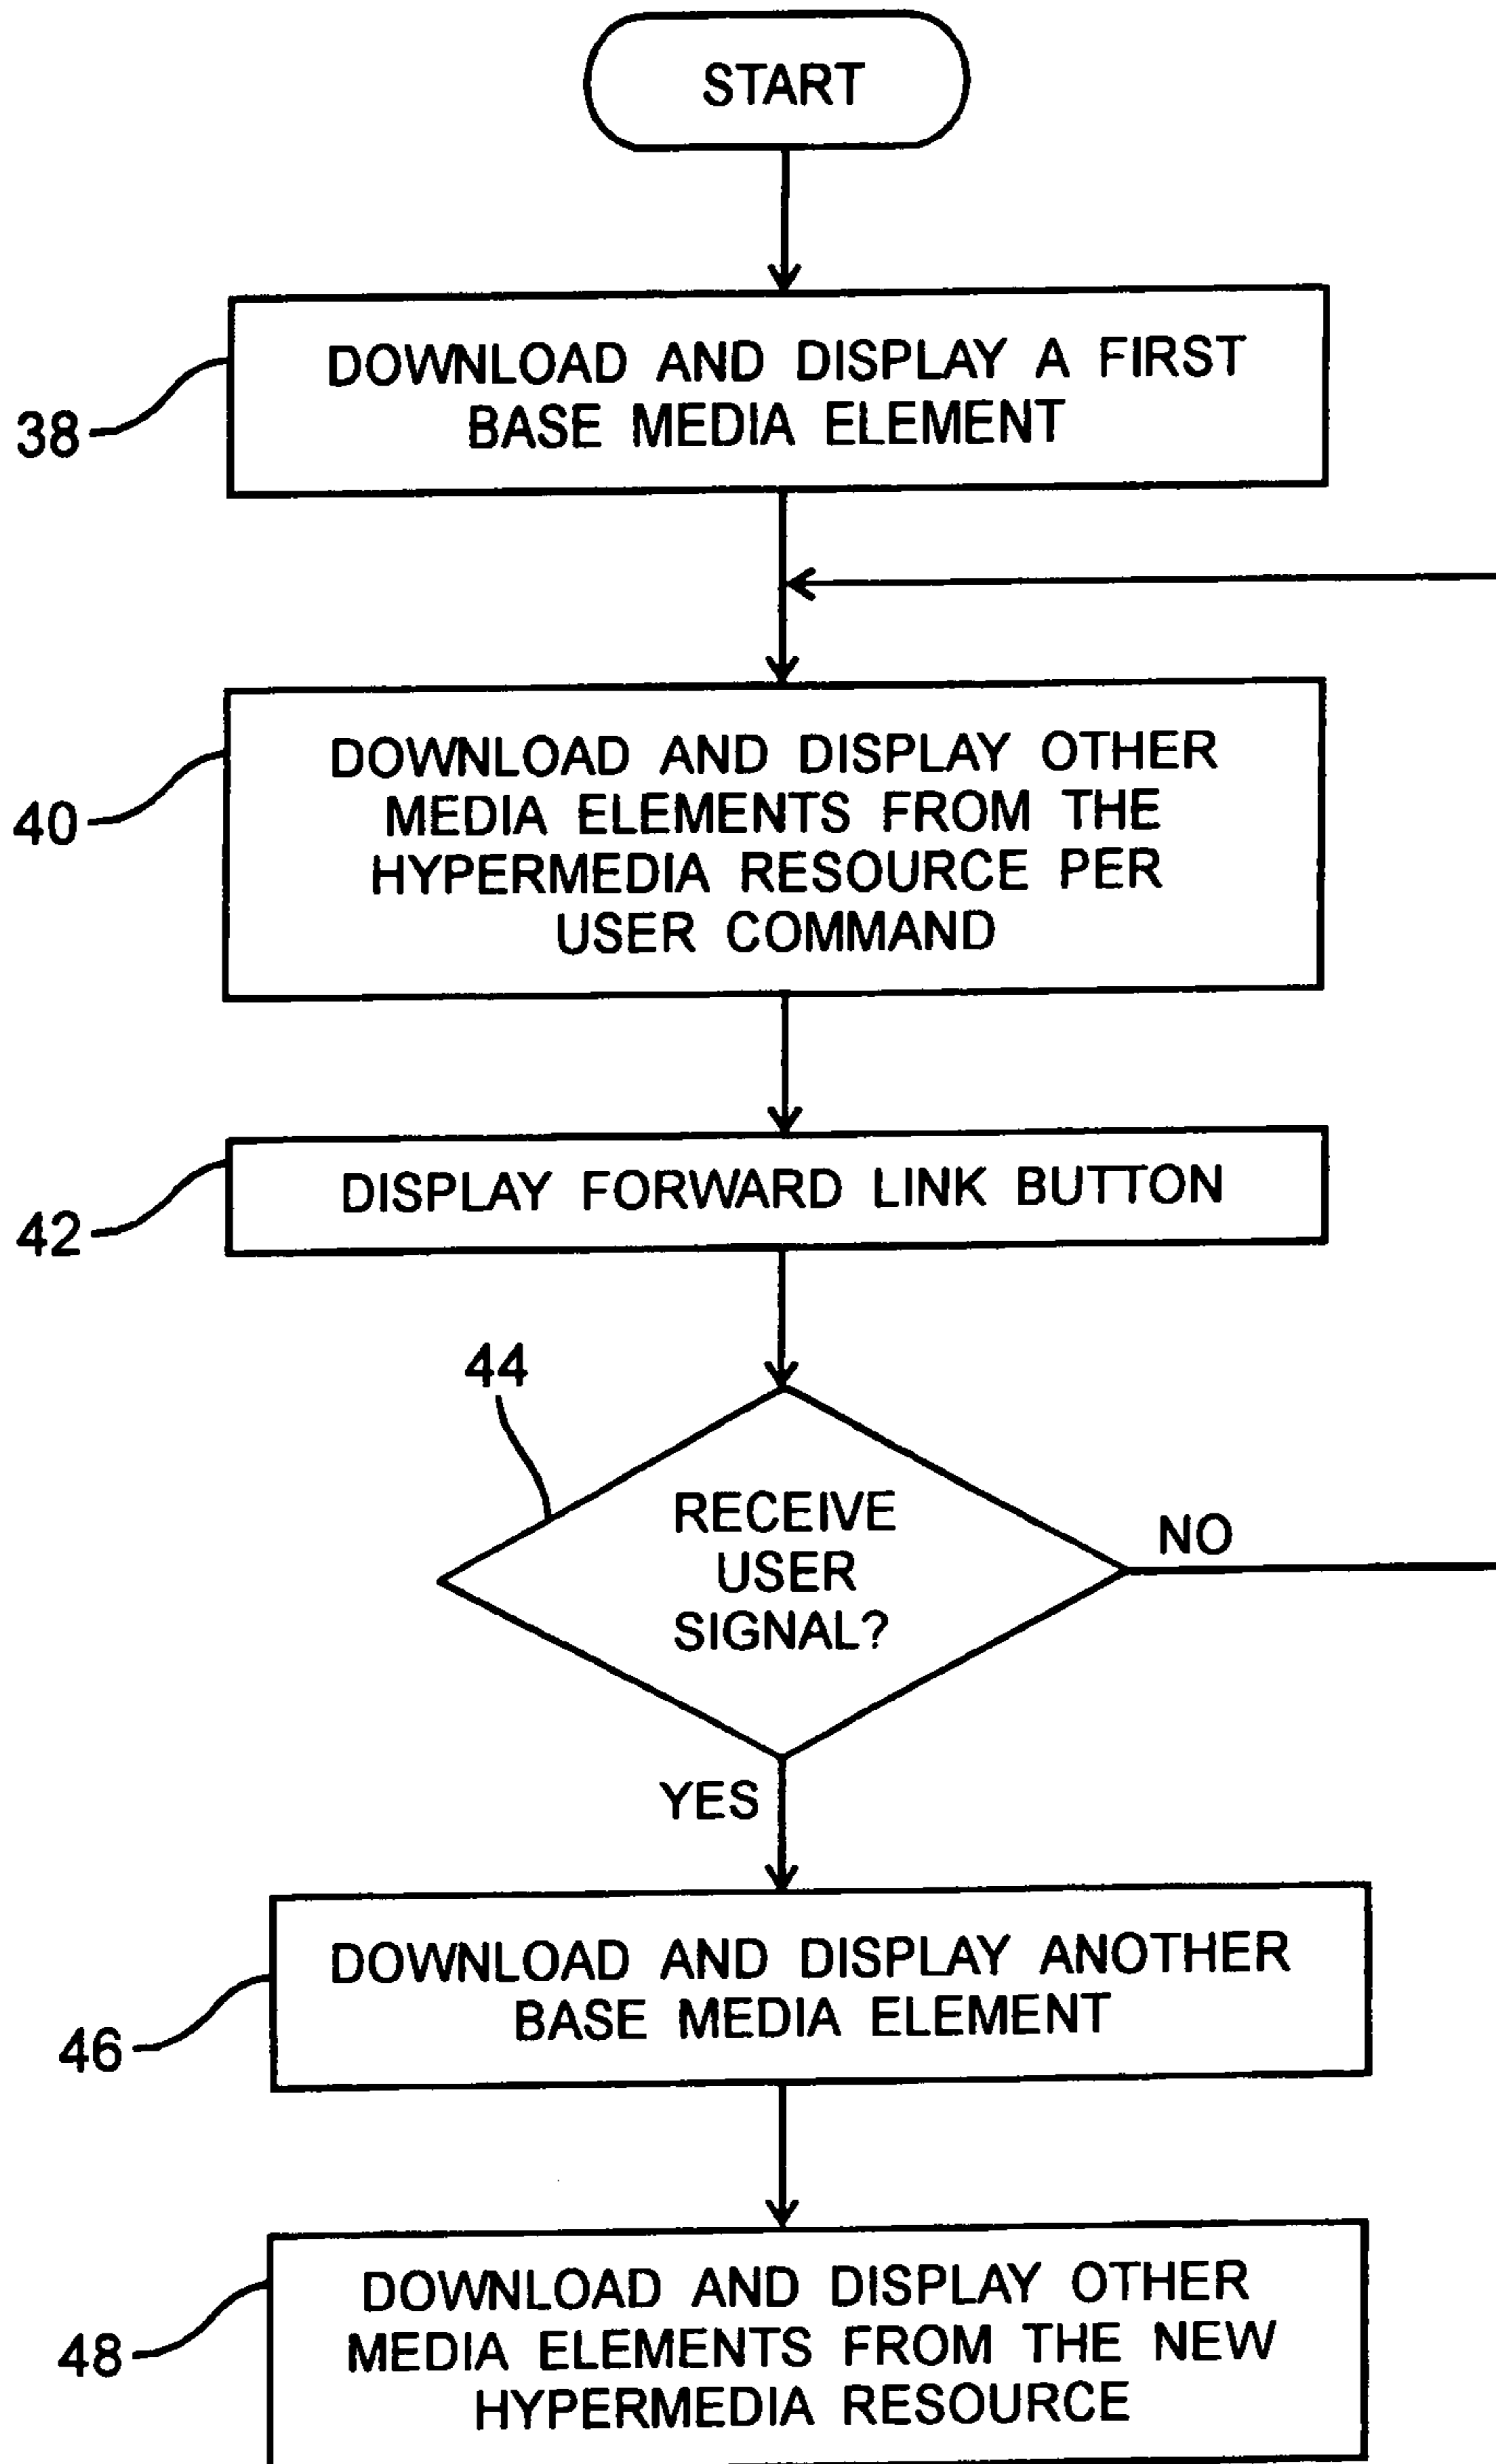 START
38
DOWNLOAD AND DISPLAY A FIRST
BASE MEDIA ELEMENT
40
DOWNLOAD AND DISPLAY OTHER
MEDIA ELEMENTS FROM THE
HYPERMEDIA RESOURCE PER
USER COMMAND
42
DISPLAY FORWARD LINK BUTTON
44
RECEIVE
USER
SIGNAL?
NO
YES
46
DOWNLOAD AND DISPLAY ANOTHER
BASE MEDIA ELEMENT
48
DOWNLOAD AND DISPLAY OTHER
MEDIA ELEMENTS FROM THE NEW
HYPERMEDIA RESOURCE